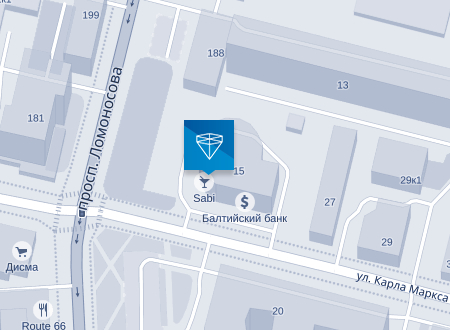 199
188
13
просп. Ломоносова
181
15
29к1
Sabi
Балтийский банк
27
29
Дисма
ул. Карла Маркса
20
Route 66